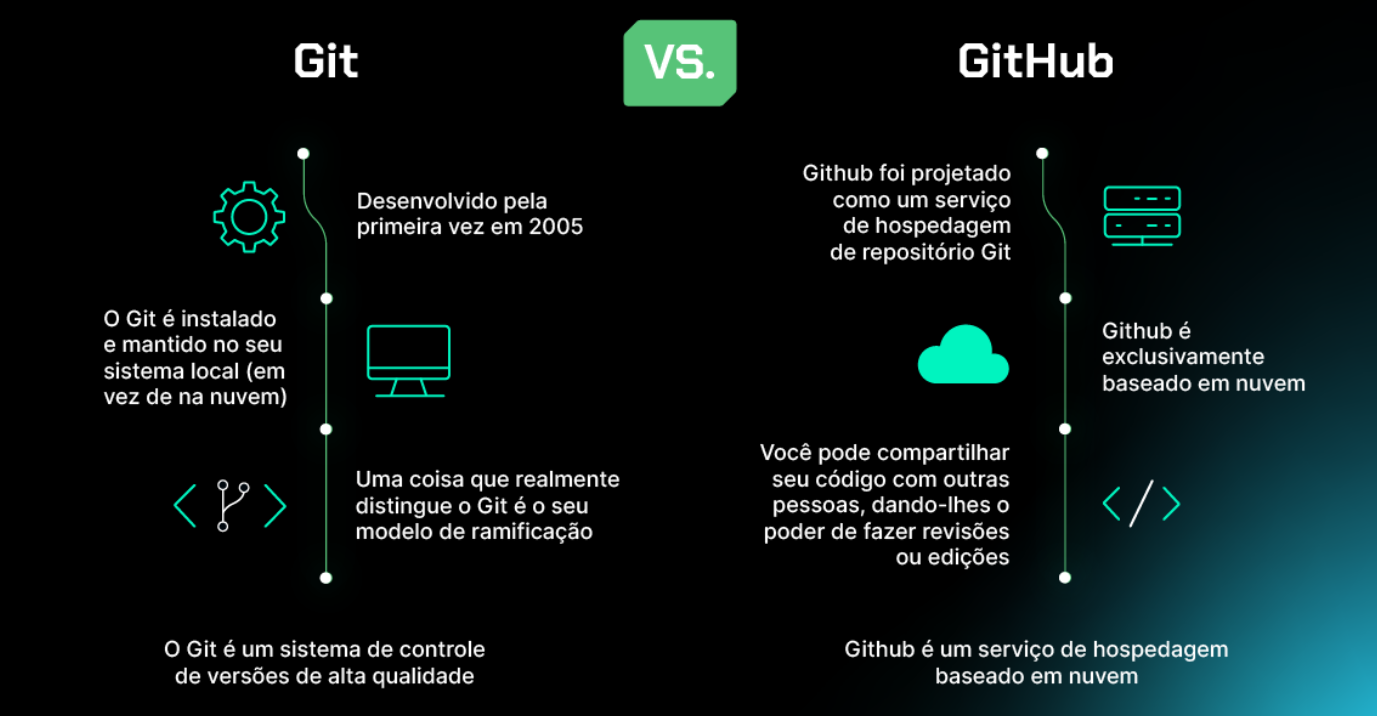 Git
VS.
GitHub
Desenvolvido pela
primeira vez em 2005
O Git é instalado
e mantido no seu
sistema local (em
vez de na nuvem)
Uma coisa que realmente
distingue o Git é o seu
modelo de ramificação
O Git é um sistema de controle
de versões de alta qualidade
Github foi projetado
como um serviço
de hospedagem
de repositório Git
Github é
exclusivamente
baseado em nuvem
Você pode compartilhar
seu código com outras
pessoas, dando-lhes o
poder de fazer revisões
ou edições
Github é um serviço de hospedagem
baseado em nuvem